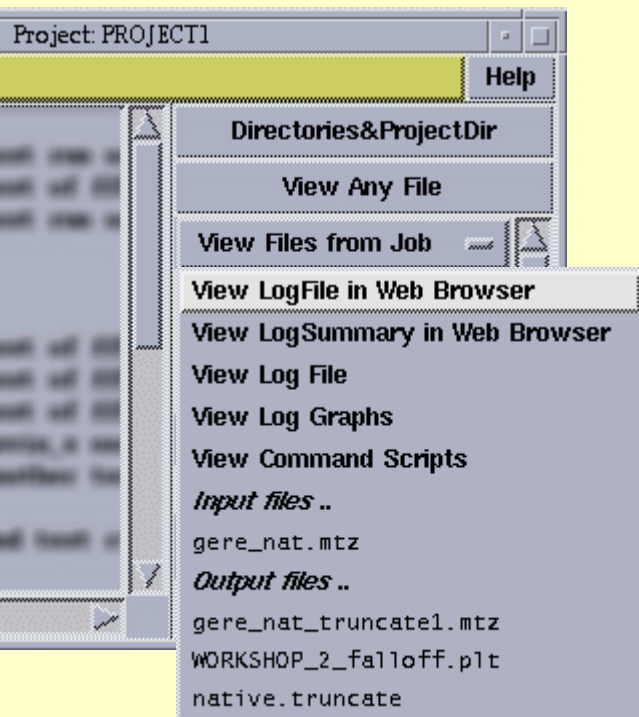 Project: PROJECT1
Help
Directories&ProjectDir
View Any File
View Files from Job
View LogFile in Web Browser
View LogSummary in Web Browser
View Log File
View Log Graphs
View Command Scripts
Input files ..
gere_nat.mtz
Output files ..
gere_nat_truncate1.mtz
WORKSHOP_2_falloff.plt
native.truncate